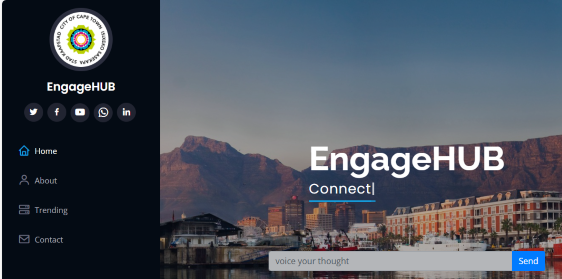 CITY OF CAPE TOWN
ISIXEKO SASEKAPA
STAD KAAPSTAD
EngageHUB
Home
About
Trending
Contact
EngageHUB
Connect|
voice your thought
Send